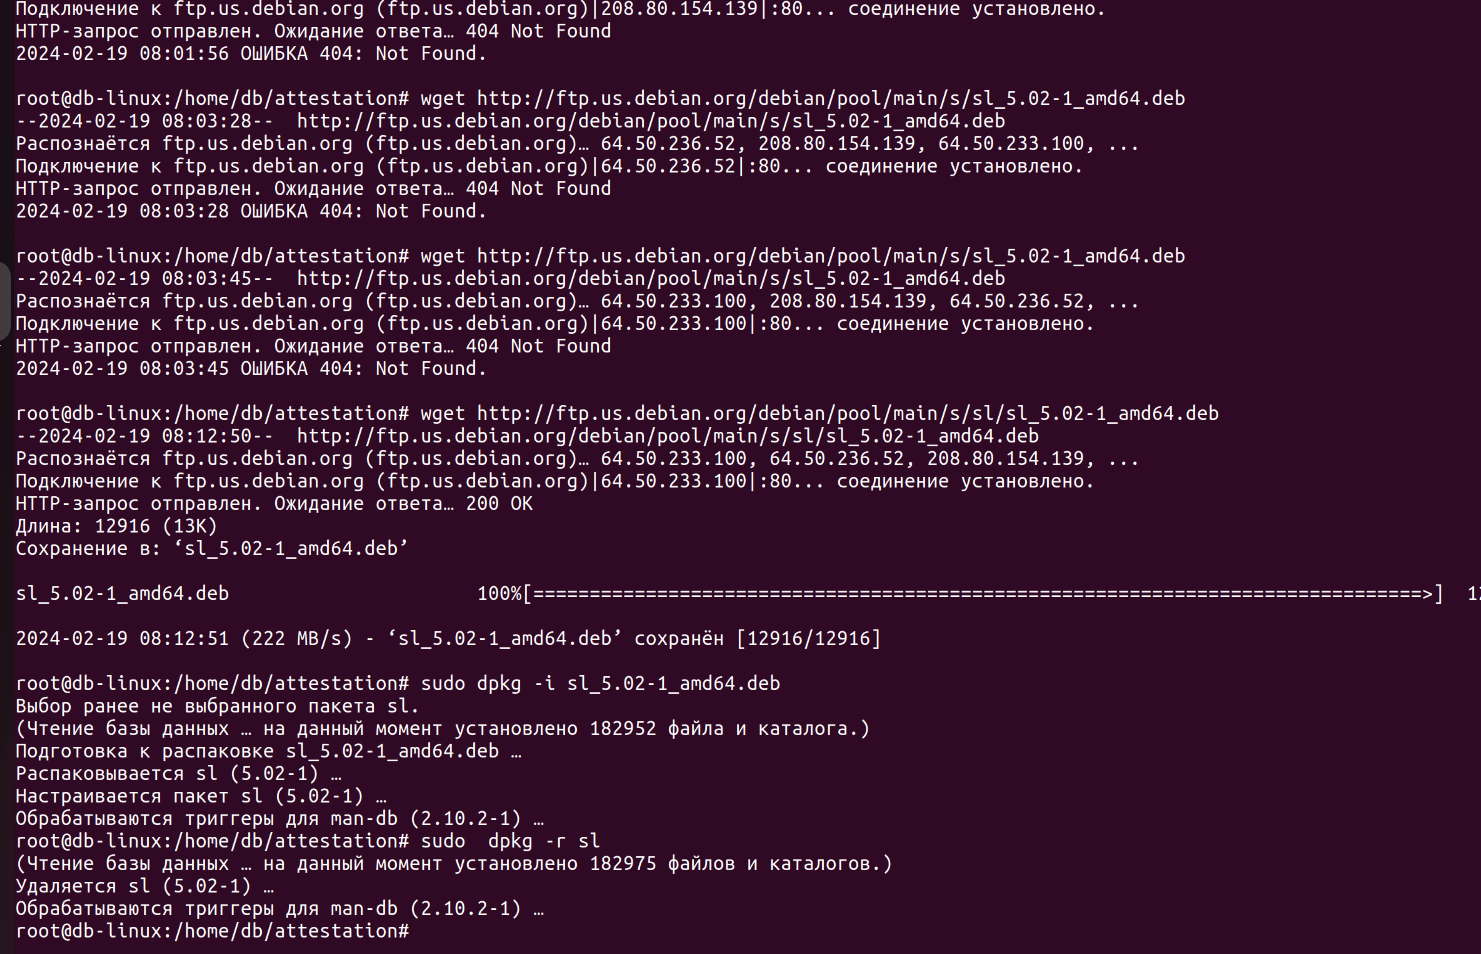 Подключение к ftp.us.debian.org (ftp.us.debian.org)|208.80.154.139|:80... соединение установлено.
HTTP-запрос отправлен. Ожидание ответа… 404 Not Found
2024-02-19 08:01:56 ОШИБКА 404: Not Found.
root@db-linux:/home/db/attestation# wget http://ftp.us.debian.org/debian/pool/main/s/sl_5.02-1_amd64.deb
--2024-02-19 08:03:28--  http://ftp.us.debian.org/debian/pool/main/s/sl_5.02-1_amd64.deb
Распознаётся ftp.us.debian.org (ftp.us.debian.org)… 64.50.236.52, 208.80.154.139, 64.50.233.100, ...
Подключение к ftp.us.debian.org (ftp.us.debian.org)|64.50.236.52|:80... соединение установлено.
HTTP-запрос отправлен. Ожидание ответа… 404 Not Found
2024-02-19 08:03:28 ОШИБКА 404: Not Found.
root@db-linux:/home/db/attestation# wget http://ftp.us.debian.org/debian/pool/main/s/sl_5.02-1_amd64.deb
--2024-02-19 08:03:45--  http://ftp.us.debian.org/debian/pool/main/s/sl_5.02-1_amd64.deb
Распознаётся ftp.us.debian.org (ftp.us.debian.org)… 64.50.233.100, 208.80.154.139, 64.50.236.52, ...
Подключение к ftp.us.debian.org (ftp.us.debian.org)|64.50.233.100|:80... соединение установлено.
HTTP-запрос отправлен. Ожидание ответа… 404 Not Found
2024-02-19 08:03:45 ОШИБКА 404: Not Found.
root@db-linux:/home/db/attestation# wget http://ftp.us.debian.org/debian/pool/main/s/sl/sl_5.02-1_amd64.deb
--2024-02-19 08:12:50--  http://ftp.us.debian.org/debian/pool/main/s/sl/sl_5.02-1_amd64.deb
Распознаётся ftp.us.debian.org (ftp.us.debian.org)… 64.50.233.100, 64.50.236.52, 208.80.154.139, ...
Подключение к ftp.us.debian.org (ftp.us.debian.org)|64.50.233.100|:80... соединение установлено.
HTTP-запрос отправлен. Ожидание ответа… 200 OK
Длина: 12916 (13K)
Сохранение в: ‘sl_5.02-1_amd64.deb’
sl_5.02-1_amd64.deb 100%[===============================================================================>]
2024-02-19 08:12:51 (222 MB/s) - ‘sl_5.02-1_amd64.deb’ сохранён [12916/12916]
root@db-linux:/home/db/attestation# sudo dpkg -i sl_5.02-1_amd64.deb
Выбор ранее не выбранного пакета sl.
(Чтение базы данных … на данный момент установлено 182952 файла и каталога.)
Подготовка к распаковке sl_5.02-1_amd64.deb …
Распаковывается sl (5.02-1) …
Настраивается пакет sl (5.02-1) …
Обрабатываются триггеры для man-db (2.10.2-1) …
root@db-linux:/home/db/attestation# sudo  dpkg -r sl
(Чтение базы данных … на данный момент установлено 182975 файлов и каталогов.)
Удаляется sl (5.02-1) …
Обрабатываются триггеры для man-db (2.10.2-1) …
root@db-linux:/home/db/attestation#